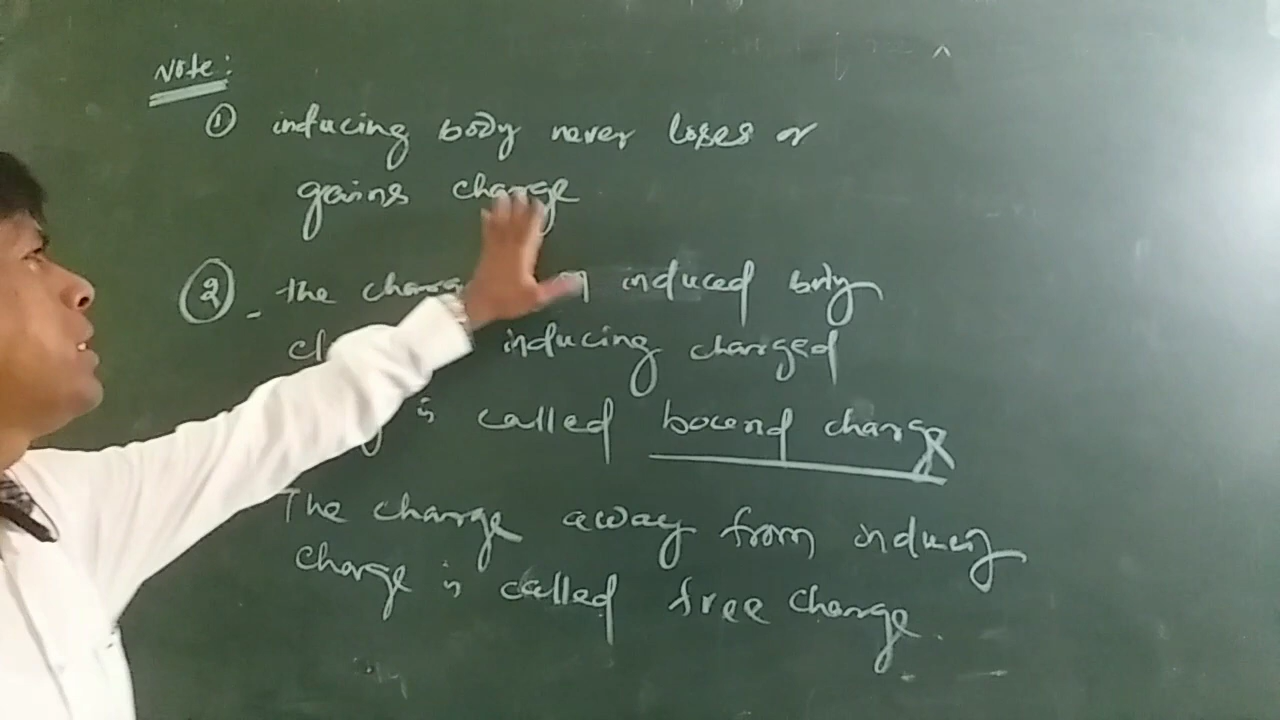 Note:
① inducing body never loses or
gains charge
② - the charge induced body
inducing charged
is called bound charge
The charge away from inducing
charge is called free charge.